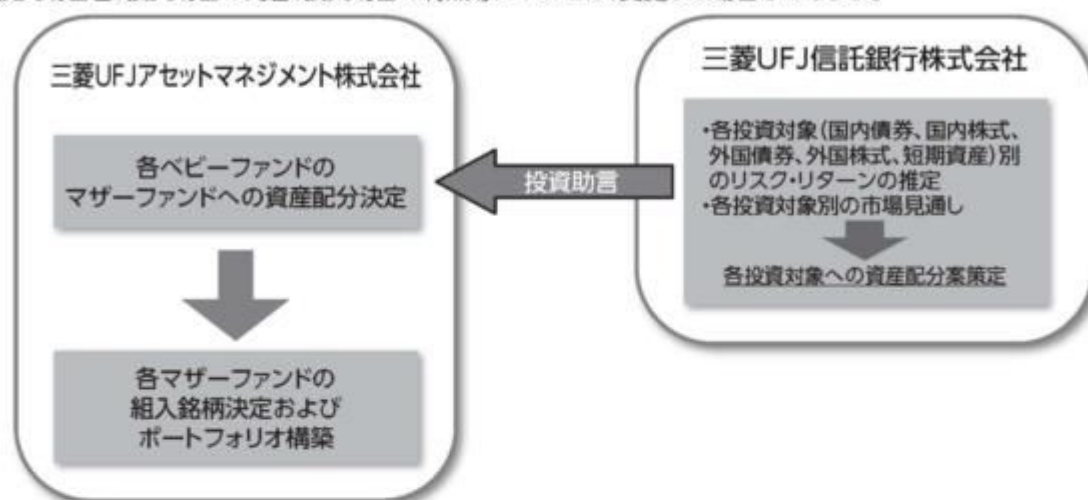 三菱UFJアセットマネジメント株式会社
各ベビーファンドの
マザーファンドへの資産配分決定
各マザーファンドの
組入銘柄決定および
ポートフォリオ構築
投資助言
三菱UFJ信託銀行株式会社
・各投資対象(国内債券、国内株式、
外国債券、外国株式、短期資産)別
のリスク・リターンの推定
・各投資対象別の市場見通し
各投資対象への資産配分案策定